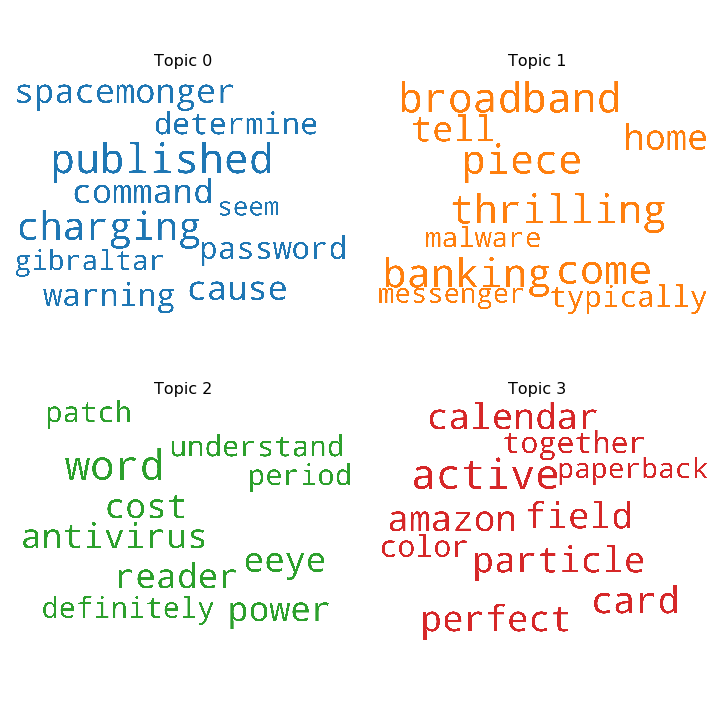 Topic 0
spacemonger
determine
published
command
seem
charging
password
gibraltar
warning
cause
Topic 1
broadband
tell
home
piece
thrilling
malware
banking
come
messenger
typically
Topic 2
patch
understand
word
period
cost
antivirus
eeye
reader
definitely
power
Topic 3
calendar
together
active
paperback
amazon
field
color
particle
card
perfect